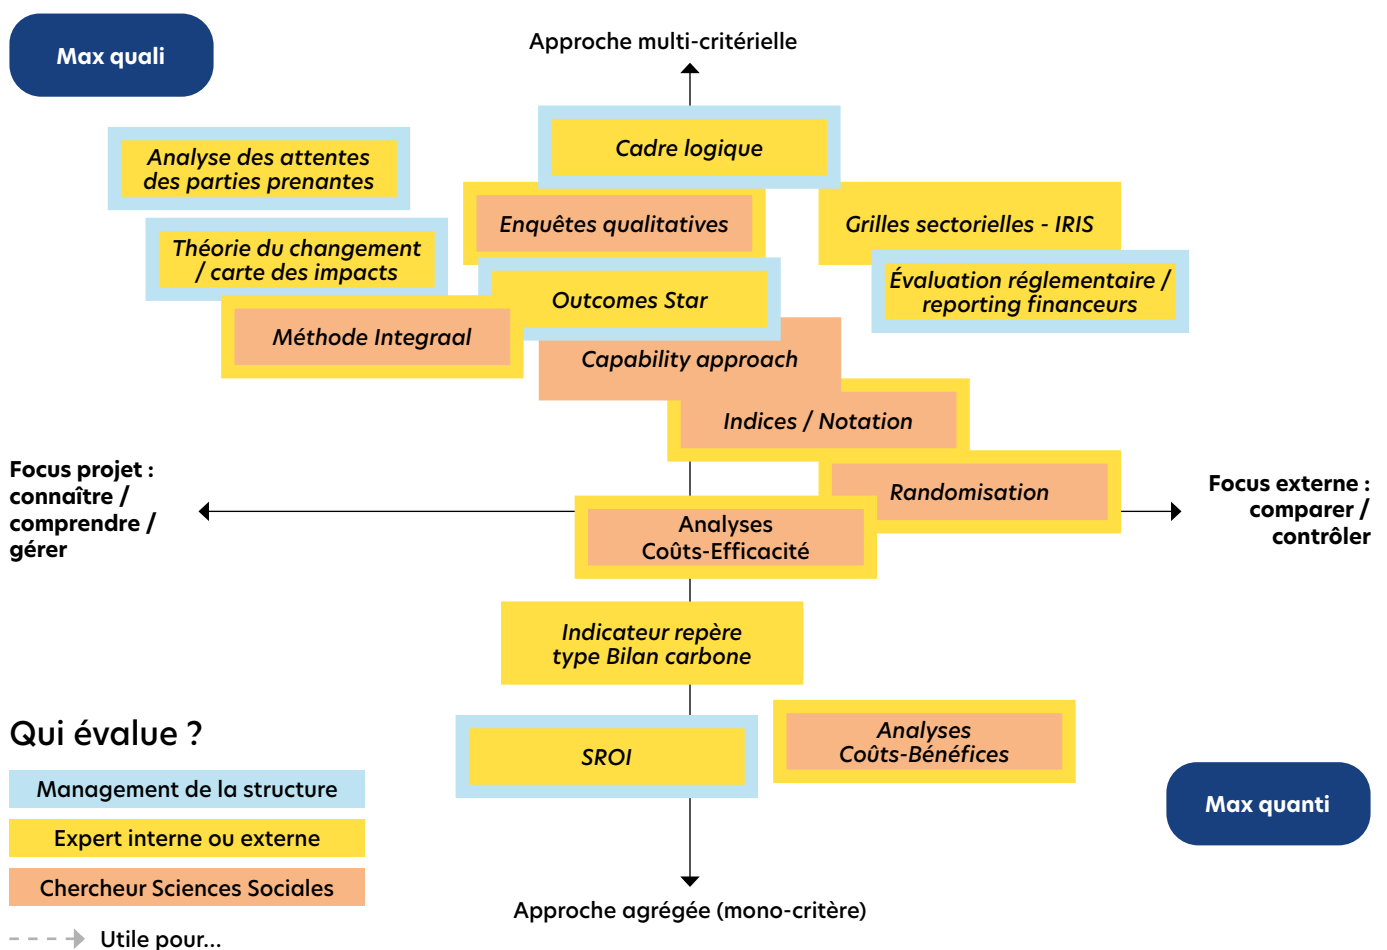 Max quali
Approche multi-critérielle
Cadre logique
Analyse des attentes
des parties prenantes
Enquêtes qualitatives
Grilles sectorielles - IRIS
Théorie du changement
/ carte des impacts
Évaluation réglementaire /
reporting financeurs
Outcomes Star
Méthode Integraal
Capability approach
Indices / Notation
Focus projet :
connaître /
comprendre /
gérer
Randomisation
Focus externe :
comparer /
contrôler
Analyses
Coûts-Efficacité
Indicateur repère
type Bilan carbone
Qui évalue ?
SROI
Analyses
Coûts-Bénéfices
Management de la structure
Max quanti
Expert interne ou externe
Chercheur Sciences Sociales
Approche agrégée (mono-critère)
Utile pour...